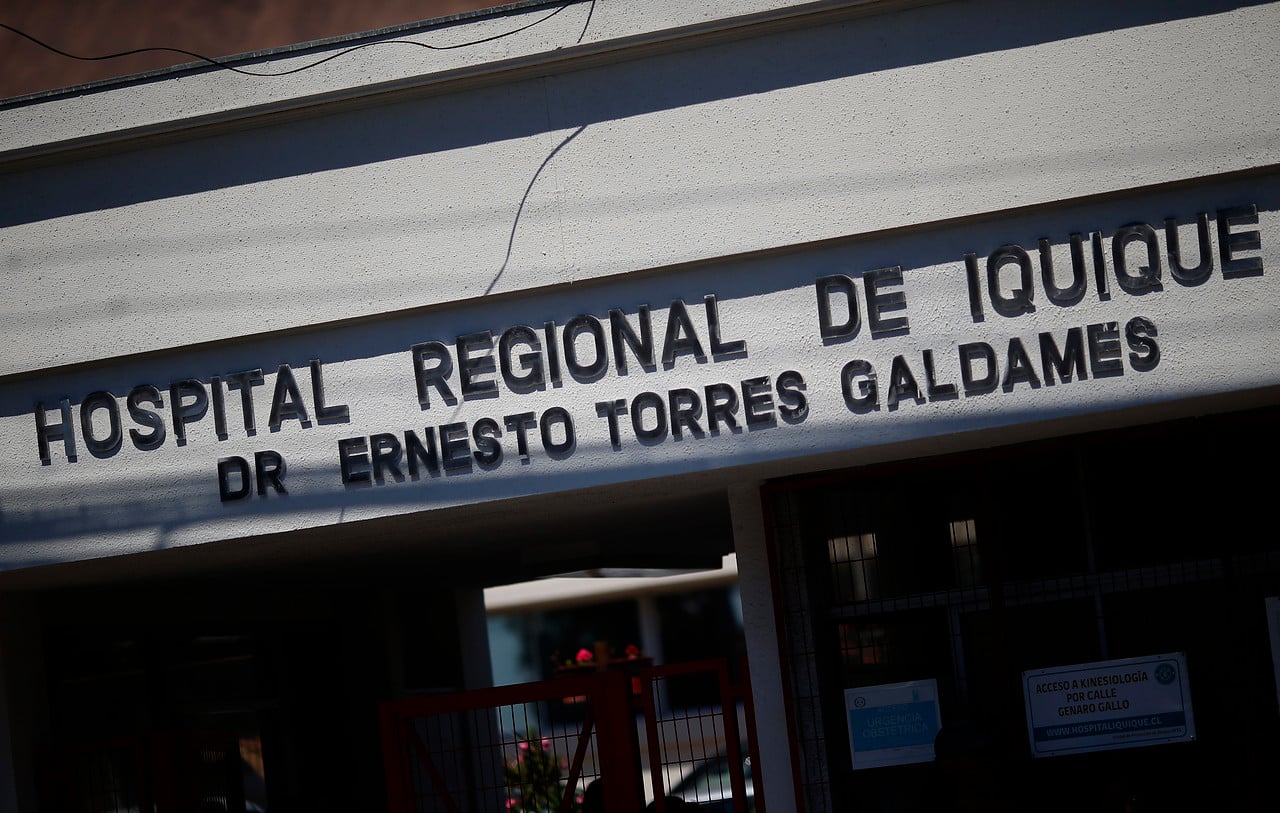 HOSPITAL REGIONAL DE IQUIQUE
DR ERNESTO TORRES GALDAMES
URGENCIA
OBSTETRICA
ACCESO A KINESIOLOGÍA
POR CALLE
GENARO GALLO
WWW.HOSPITALIQUIQUE.CL